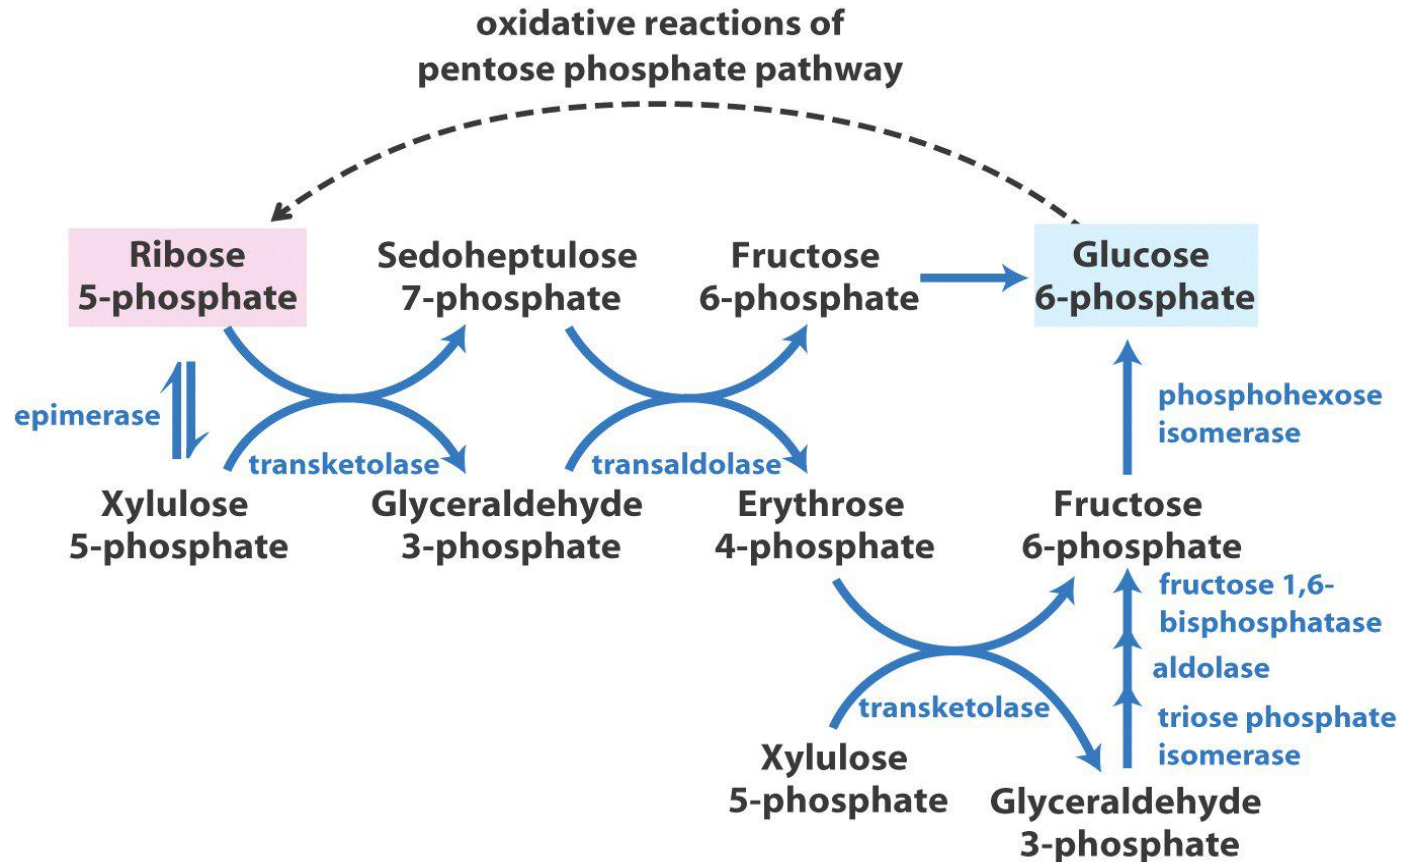 oxidative reactions of
pentose phosphate pathway
Ribose
5-phosphate
Sedoheptulose
7-phosphate
Fructose
6-phosphate
Glucose
6-phosphate
epimerase
transketolase
transaldolase
phosphohexose
isomerase
Xylulose
5-phosphate
Glyceraldehyde
3-phosphate
Erythrose
4-phosphate
Fructose
6-phosphate
fructose 1,6-
bisphosphatase
aldolase
transketolase
triose phosphate
isomerase
Xylulose
5-phosphate
Glyceraldehyde
3-phosphate